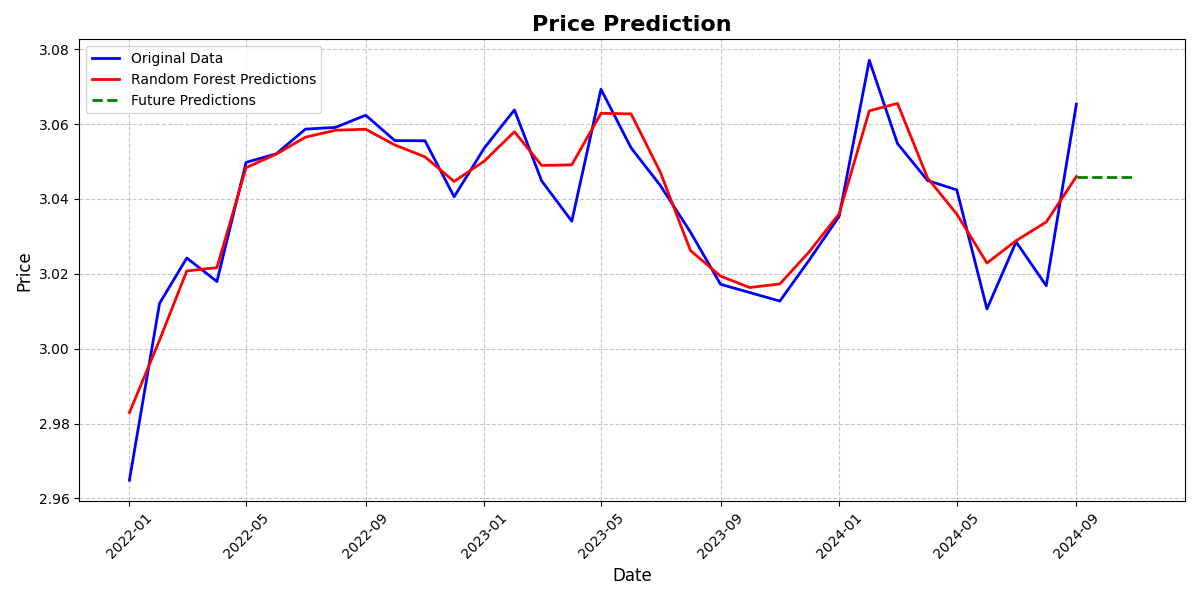 Price Prediction
Original Data
Random Forest Predictions
Future Predictions
Price
3.08
3.06
3.04
3.02
3.00
2.98
2.96
2022-01
2022-05
2022-09
2023-01
2023-05
2023-09
2024-01
2024-05
2024-09
Date